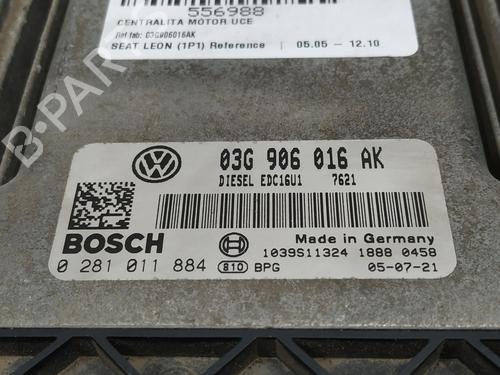 556988
CENTRALITA MOTOR UCE
Ref fab: 03G906016AK
SEAT LEON (1P1) Reference | 05.05 - 12.10
VW
03G 906 016 AK
DIESEL EDC16U1 7621
BOSCH
Made in Germany
1039S11324 1888 0458
0 281 011 884 810 BPG 05-07-21
B-PARTS